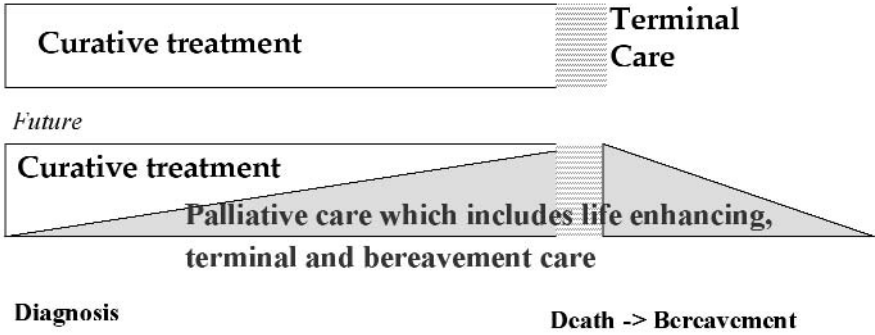 Curative treatment
Terminal
Care
Future
Curative treatment
Palliative care which includes life enhancing,
terminal and bereavement care
Diagnosis
Death -> Bereavement